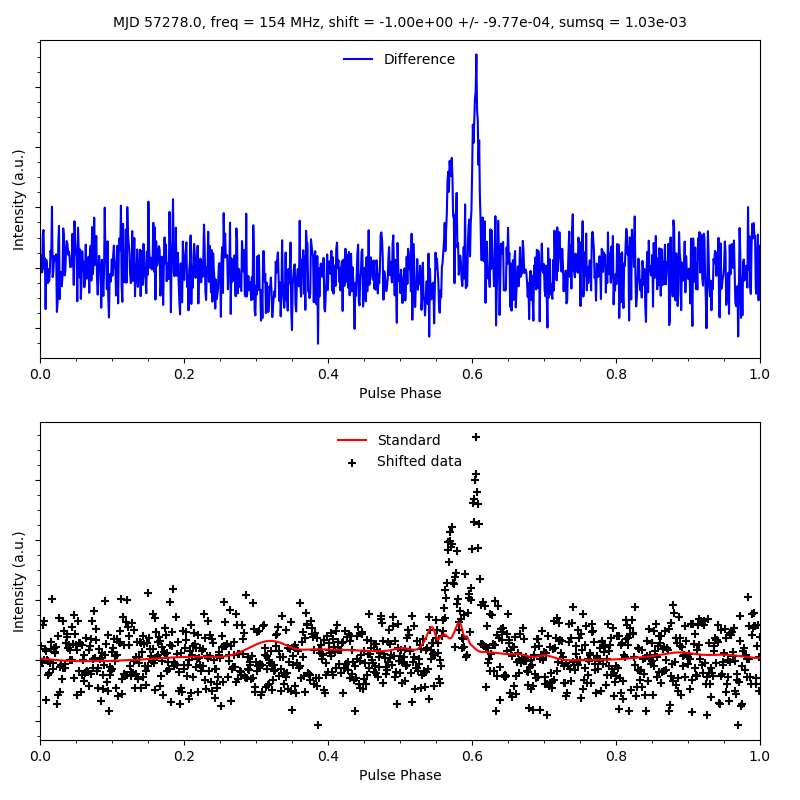 MJD 57278.0, freq = 154 MHz, shift = -1.00e+00 +/- -9.77e-04, sumsq = 1.03e-03
Difference
Intensity (a.u.)
0.0 0.2 0.4 0.6 0.8 1.0
Pulse Phase
Standard
Shifted data
Intensity (a.u.)
0.0 0.2 0.4 0.6 0.8 1.0
Pulse Phase